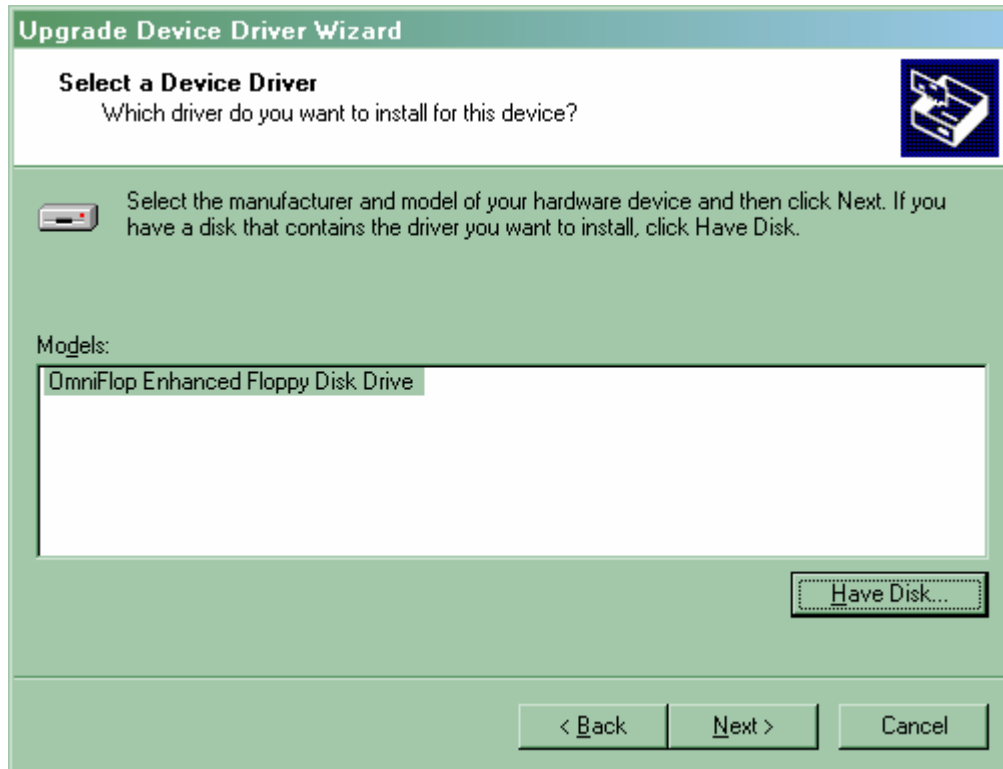 Upgrade Device Driver Wizard
Select a Device Driver
Which driver do you want to install for this device?
Select the manufacturer and model of your hardware device and then click Next. If you
have a disk that contains the driver you want to install, click Have Disk.
Models:
OmniFlop Enhanced Floppy Disk Drive
Have Disk...
< Back
Next >
Cancel